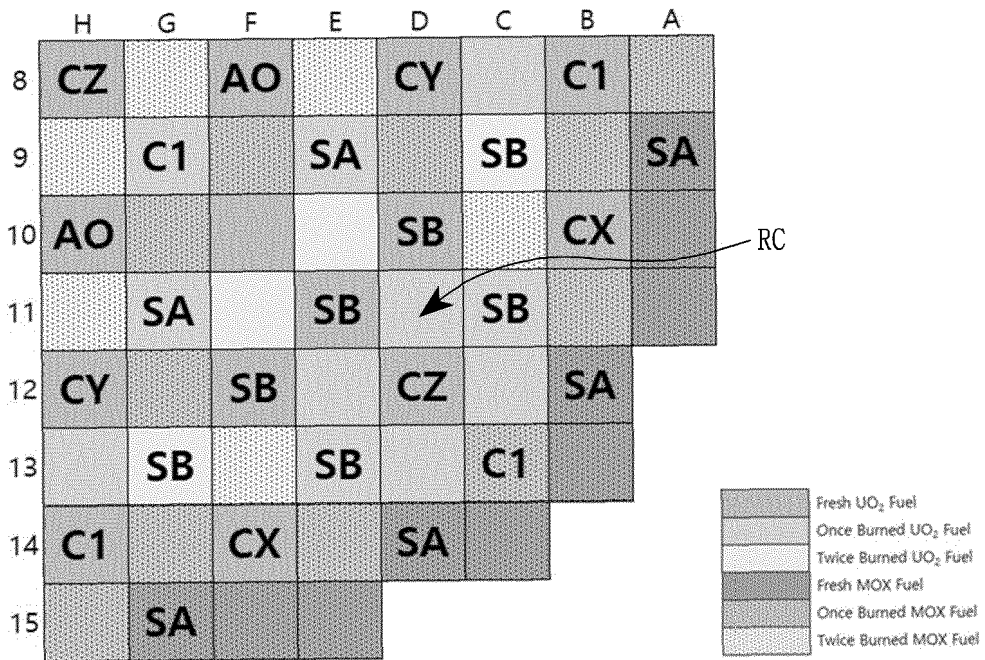 H G F E D C B A
8 CZ AO CY C1
9 C1 SA SB SA
10 AO SB CX
RC
11 SA SB SB
12 CY SB CZ SA
13 SB SB C1
14 C1 CX SA
15 SA
Fresh UO₂ Fuel
Once Burned UO₂ Fuel
Twice Burned UO₂ Fuel
Fresh MOX Fuel
Once Burned MOX Fuel
Twice Burned MOX Fuel